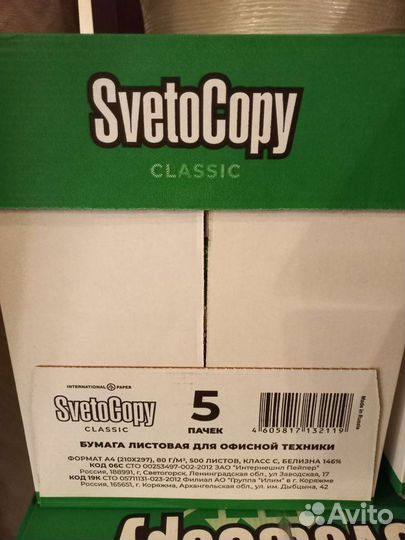 SvetoCopy
CLASSIC
INTERNATIONAL PAPER
SvetoCopy
CLASSIC
5
ПАЧЕК
4 605817 132119
Made in Russia
БУМАГА ЛИСТОВАЯ ДЛЯ ОФИСНОЙ ТЕХНИКИ
ФОРМАТ А4 (210Х297), 80 Г/М², 500 ЛИСТОВ, КЛАСС С, БЕЛИЗНА 146%
КОД 06С СТО 00253497-002-2012 ЗАО "Интернешнл Пейпер"
Россия, 188991, г. Светогорск, Ленинградская обл., ул Заводская, 17
КОД 19К СТО 05711131-023-2012 Филиал АО "Группа "Илим" в г. Коряжме
Россия, 165651, г. Коряжма, Архангельская обл., ул. им. Дыбцына, 42
SvetoCopy
Avito